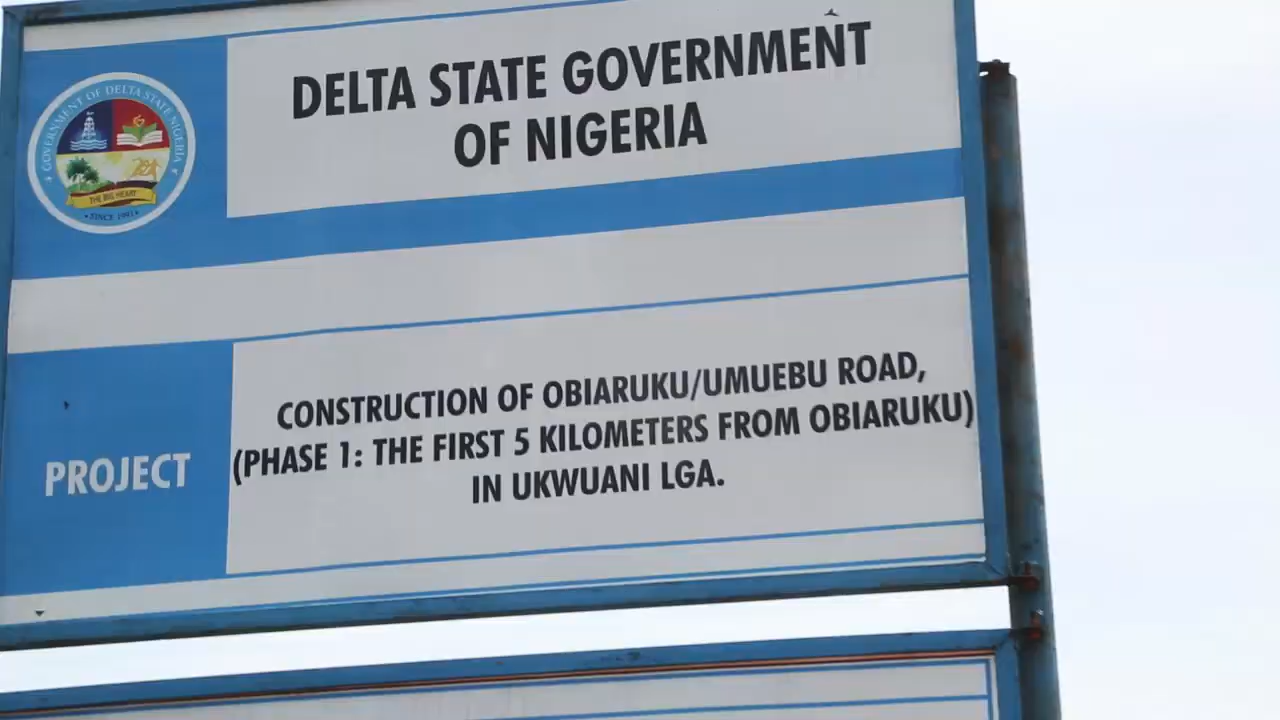 DELTA STATE GOVERNMENT
OF NIGERIA
GOVERNMENT OF DELTA STATE NIGERIA
THE BIG HEART
SINCE 1991
PROJECT
CONSTRUCTION OF OBIARUKU/UMUEBU ROAD,
(PHASE 1: THE FIRST 5 KILOMETERS FROM OBIARUKU)
IN UKWUANI LGA.